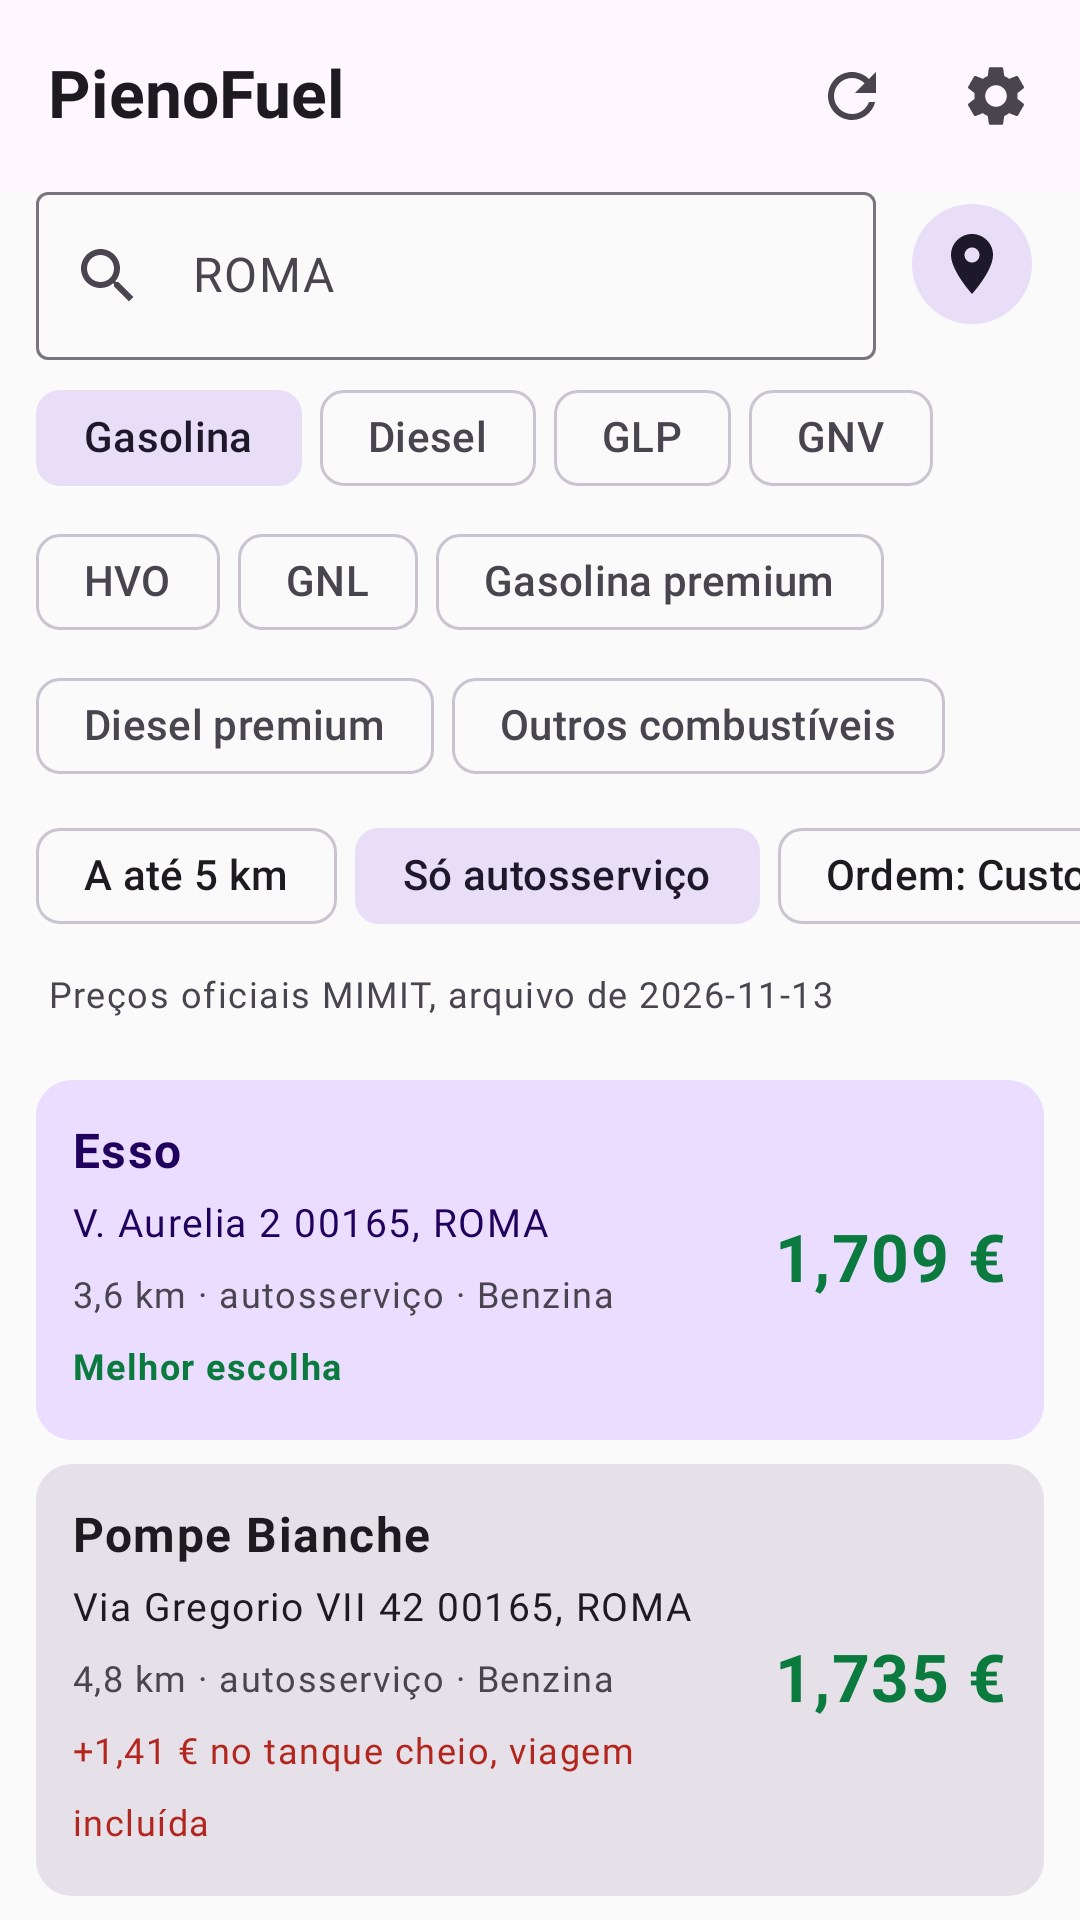 PienoFuel
ROMA
Gasolina
Diesel
GLP
GNV
HVO
GNL
Gasolina premium
Diesel premium
Outros combustíveis
A até 5 km
Só autosserviço
Ordem: Custo
Preços oficiais MIMIT, arquivo de 2026-11-13
Esso
V. Aurelia 2 00165, ROMA
1,709 €
3,6 km · autosserviço · Benzina
Melhor escolha
Pompe Bianche
Via Gregorio VII 42 00165, ROMA
4,8 km · autosserviço · Benzina
1,735 €
+1,41 € no tanque cheio, viagem
incluída